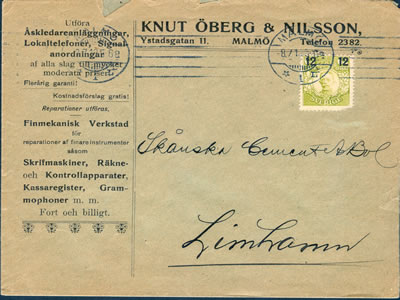 Utföra
Åskledareanläggningar,
Lokaltelefoner, Signal-
anordningar
af alla slag till mycket
moderata priser.
Flerårig garanti!
Kostnadsförslag gratis!
Reparationer utföras.
Finmekanisk Verkstad
för
reparationer af finare instrumentor
såsom
Skrifmaskiner, Räkne-
och Kontrollapparater,
Kassaregister, Gram-
mophoner m. m.
Fort och billigt.
KNUT ÖBERG & NILSSON,
Ystadsgatan 11. MALMÖ Telefon 2382.
12 12
Skånska Cement A Bol
Limhamn